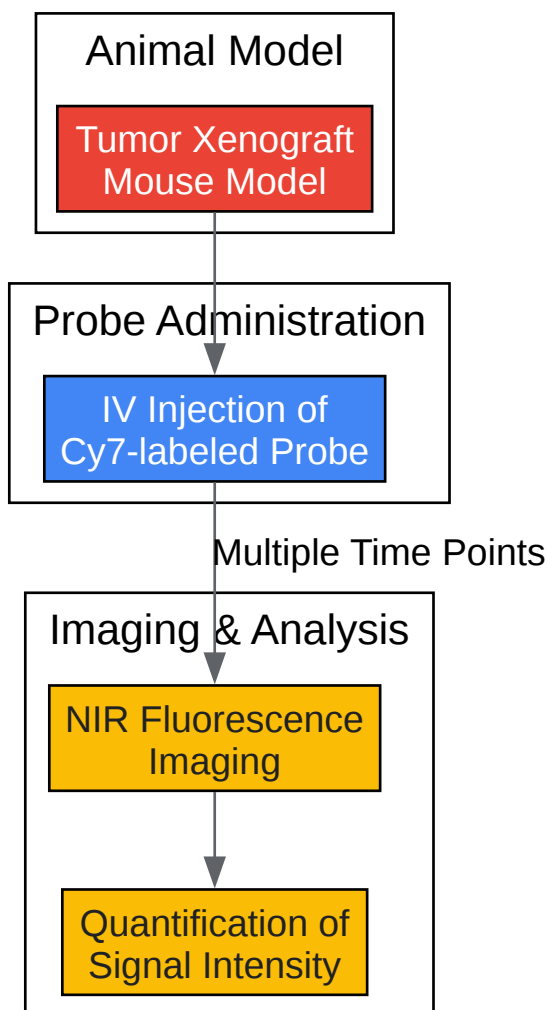 Animal Model
Tumor Xenograft
Mouse Model
Probe Administration
IV Injection of
Cy7-labeled Probe
Multiple Time Points
Imaging & Analysis
NIR Fluorescence
Imaging
Quantification of
Signal Intensity